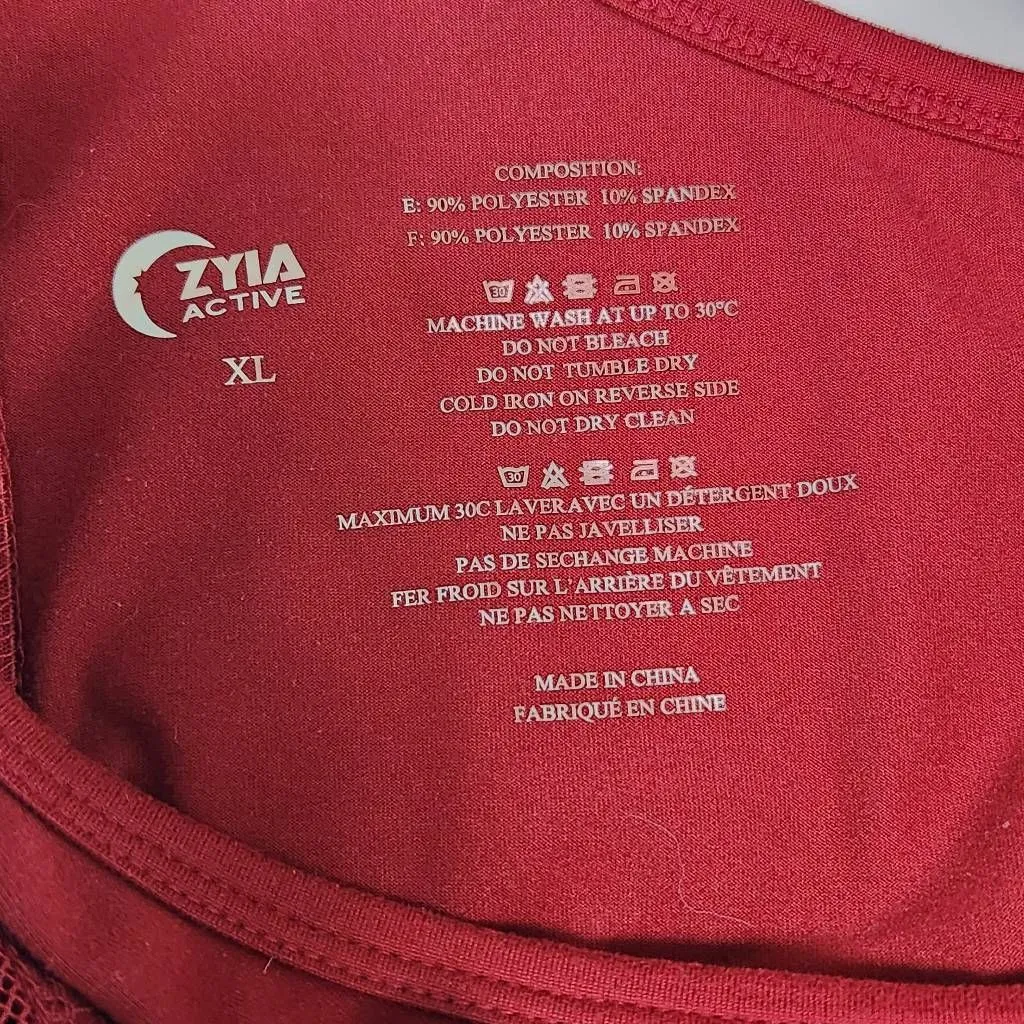 ZYIA
ACTIVE
XL
COMPOSITION:
E: 90% POLYESTER 10% SPANDEX
F: 90% POLYESTER 10% SPANDEX
30
MACHINE WASH AT UP TO 30°C
DO NOT BLEACH
DO NOT TUMBLE DRY
COLD IRON ON REVERSE SIDE
DO NOT DRY CLEAN
30
MAXIMUM 30C LAVERAVEC UN DÉTERGENT DOUX
NE PAS JAVELLISER
PAS DE SECHANGE MACHINE
FER FROID SUR L'ARRIÈRE DU VÊTEMENT
NE PAS NETTOYER A SEC
MADE IN CHINA
FABRIQUÉ EN CHINE